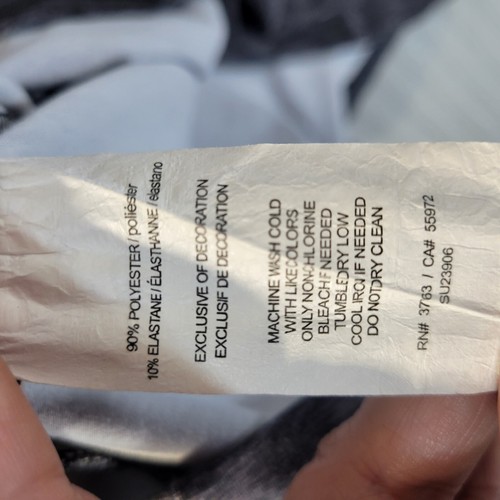 90% POLYESTER / poliéster
10% ELASTANE / ÉLASTHANNE / elastano
EXCLUSIVE OF DECORATION
EXCLUSIF DE DECORATION
MACHINE WASH COLD
WITH LIKE COLORS
ONLY NON-CHLORINE
BLEACH IF NEEDED
TUMBLE DRY LOW
COOL IRON IF NEEDED
DO NOT DRY CLEAN
RN# 3763 / CA# 55972
SU23906